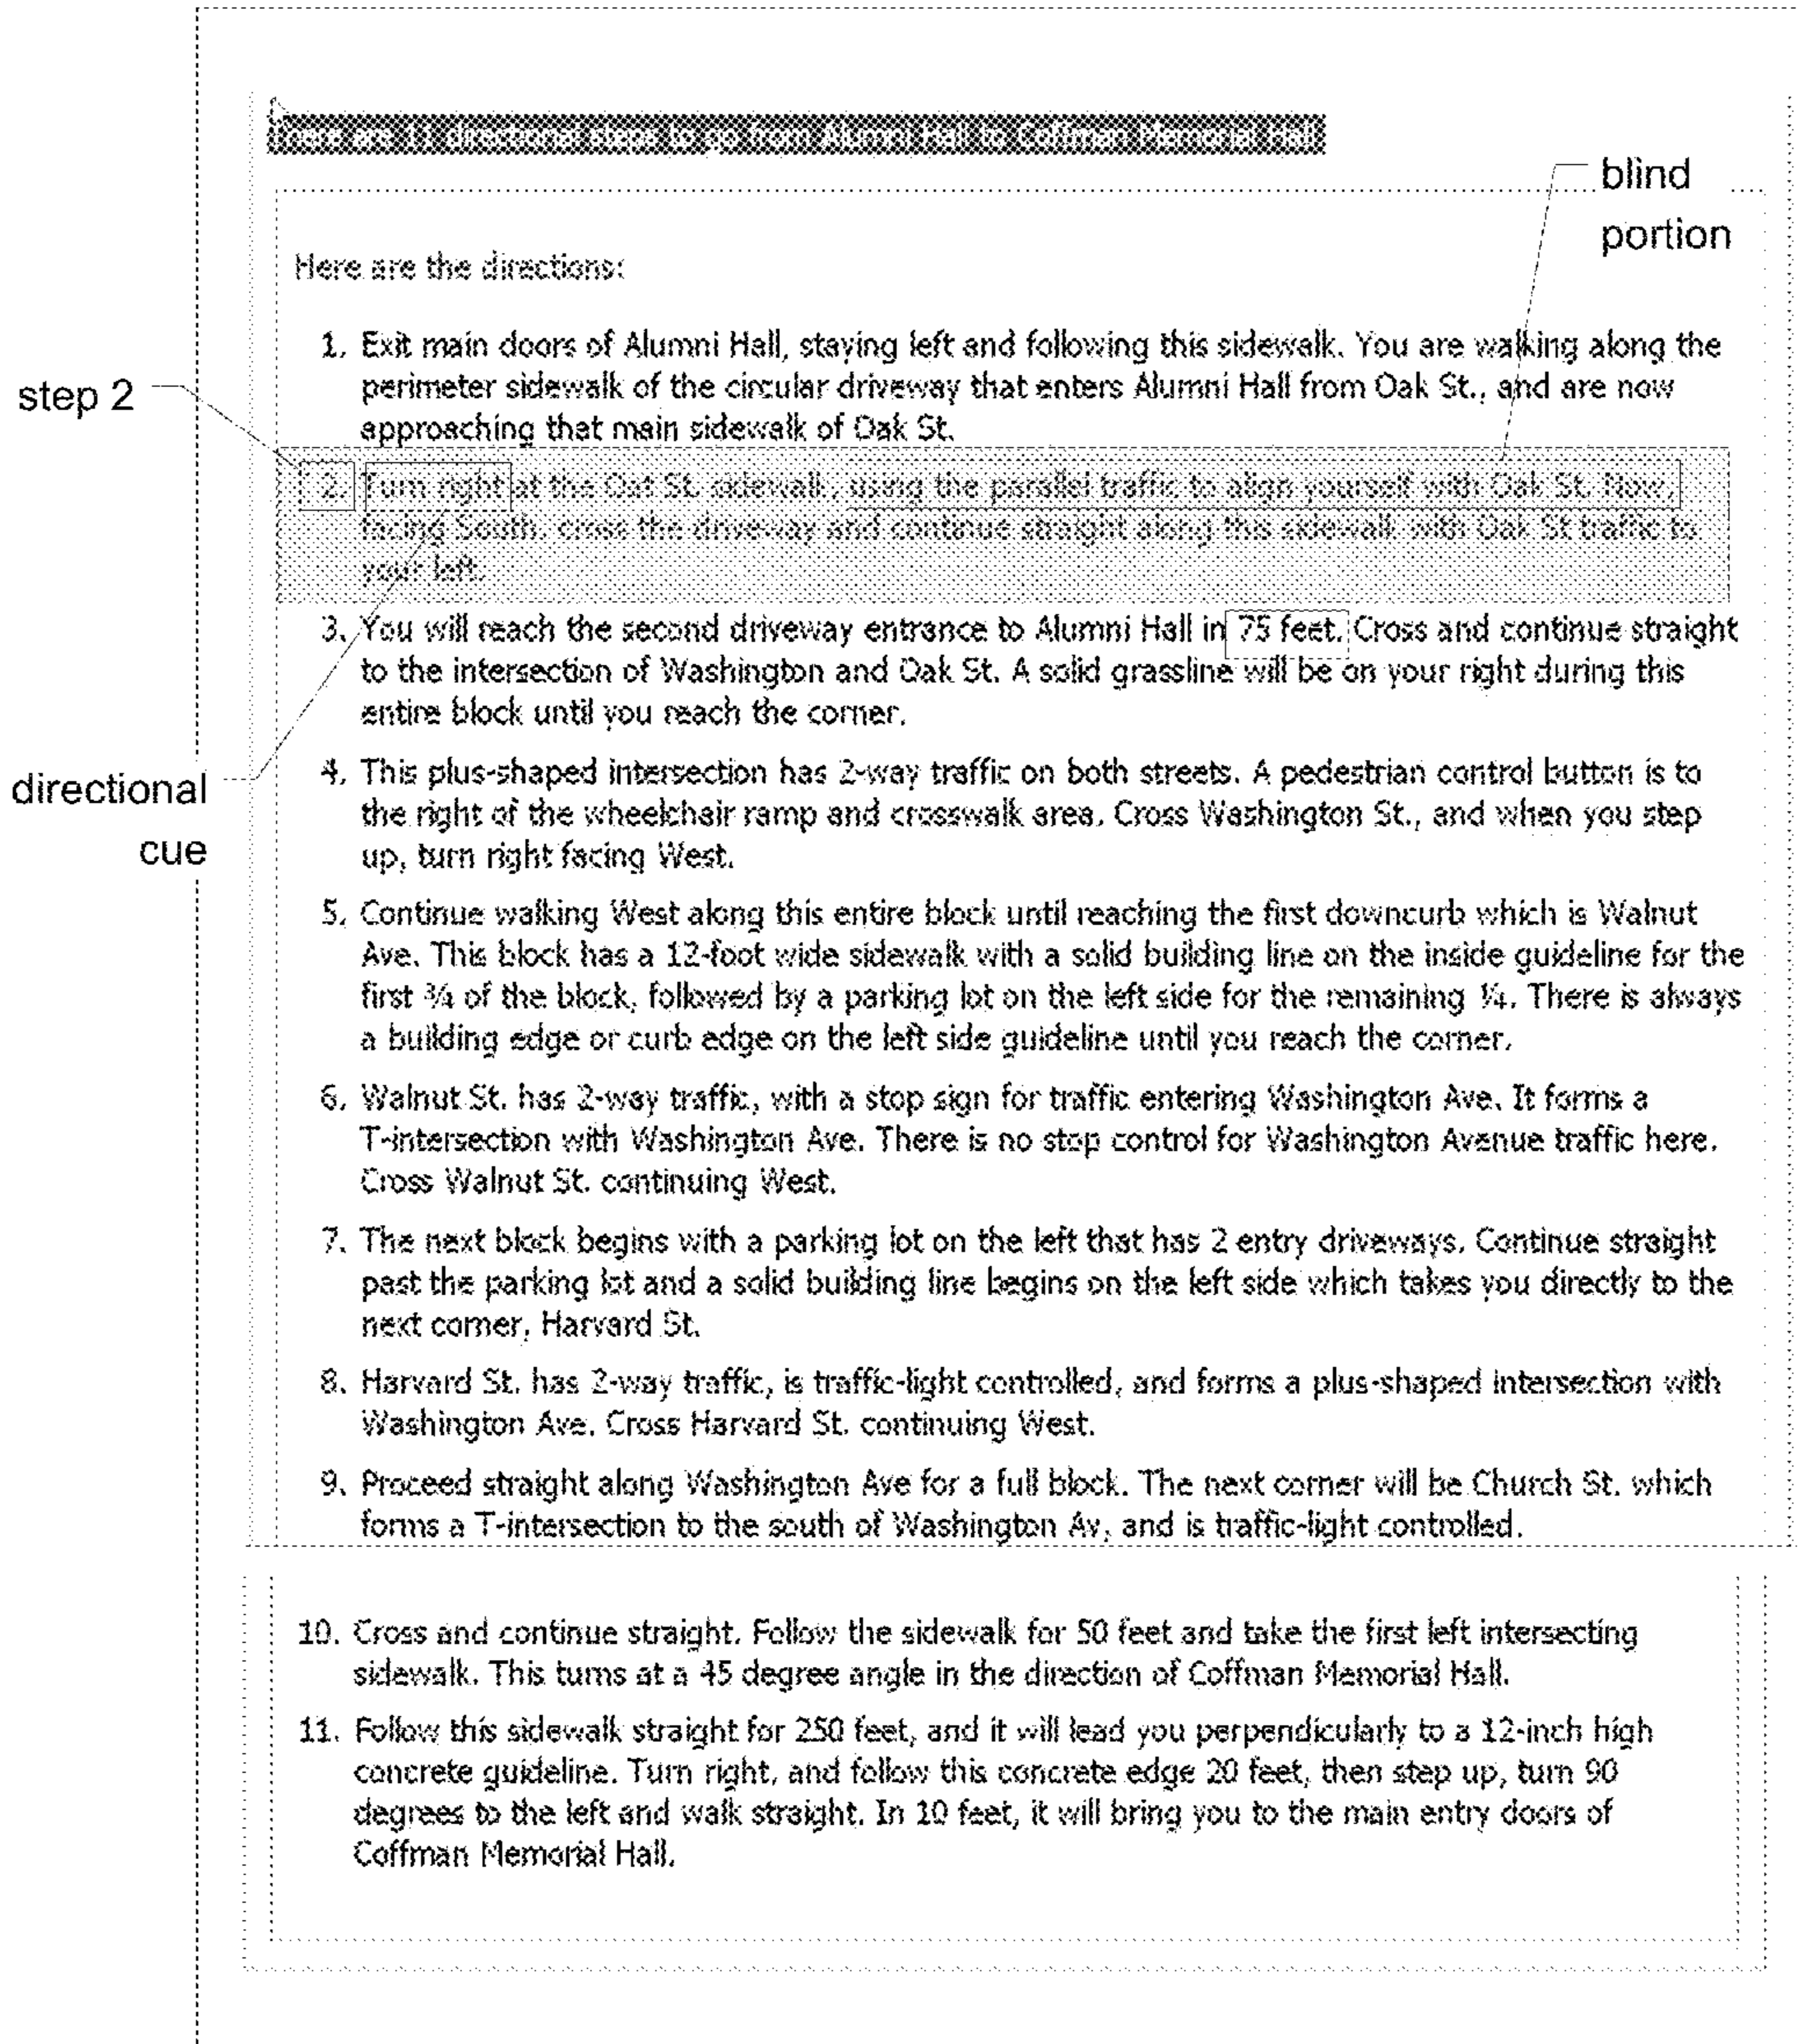 There are 11 directional steps to go from Alumni Hall to Coffman Memorial Hall
blind
portion
Here are the directions:
1. Exit main doors of Alumni Hall, staying left and following this sidewalk. You are walking along the
perimeter sidewalk of the circular driveway that enters Alumni Hall from Oak St., and are now
approaching that main sidewalk of Oak St.
step 2
2. Turn right at the Oat St. sidewalk, using the parallel traffic to align yourself with Oak St. Now,
facing South, cross the driveway and continue straight along this sidewalk with Oak St traffic to
your left.
3. You will reach the second driveway entrance to Alumni Hall in 75 feet. Cross and continue straight
to the intersection of Washington and Oak St. A solid grassline will be on your right during this
entire block until you reach the corner.
directional
cue
4. This plus-shaped intersection has 2-way traffic on both streets. A pedestrian control button is to
the right of the wheelchair ramp and crosswalk area. Cross Washington St., and when you step
up, turn right facing West.
5. Continue walking West along this entire block until reaching the first downcurb which is Walnut
Ave. This block has a 12-foot wide sidewalk with a solid building line on the inside guideline for the
first ¾ of the block, followed by a parking lot on the left side for the remaining ¼. There is always
a building edge or curb edge on the left side guideline until you reach the corner.
6. Walnut St. has 2-way traffic, with a stop sign for traffic entering Washington Ave. It forms a
T-intersection with Washington Ave. There is no stop control for Washington Avenue traffic here.
Cross Walnut St. continuing West.
7. The next block begins with a parking lot on the left that has 2 entry driveways. Continue straight
past the parking lot and a solid building line begins on the left side which takes you directly to the
next corner, Harvard St.
8. Harvard St. has 2-way traffic, is traffic-light controlled, and forms a plus-shaped intersection with
Washington Ave. Cross Harvard St. continuing West.
9. Proceed straight along Washington Ave for a full block. The next corner will be Church St. which
forms a T-intersection to the south of Washington Av, and is traffic-light controlled.
10. Cross and continue straight. Follow the sidewalk for 50 feet and take the first left intersecting
sidewalk. This turns at a 45 degree angle in the direction of Coffman Memorial Hall.
11. Follow this sidewalk straight for 250 feet, and it will lead you perpendicularly to a 12-inch high
concrete guideline. Turn right, and follow this concrete edge 20 feet, then step up, turn 90
degrees to the left and walk straight. In 10 feet, it will bring you to the main entry doors of
Coffman Memorial Hall.